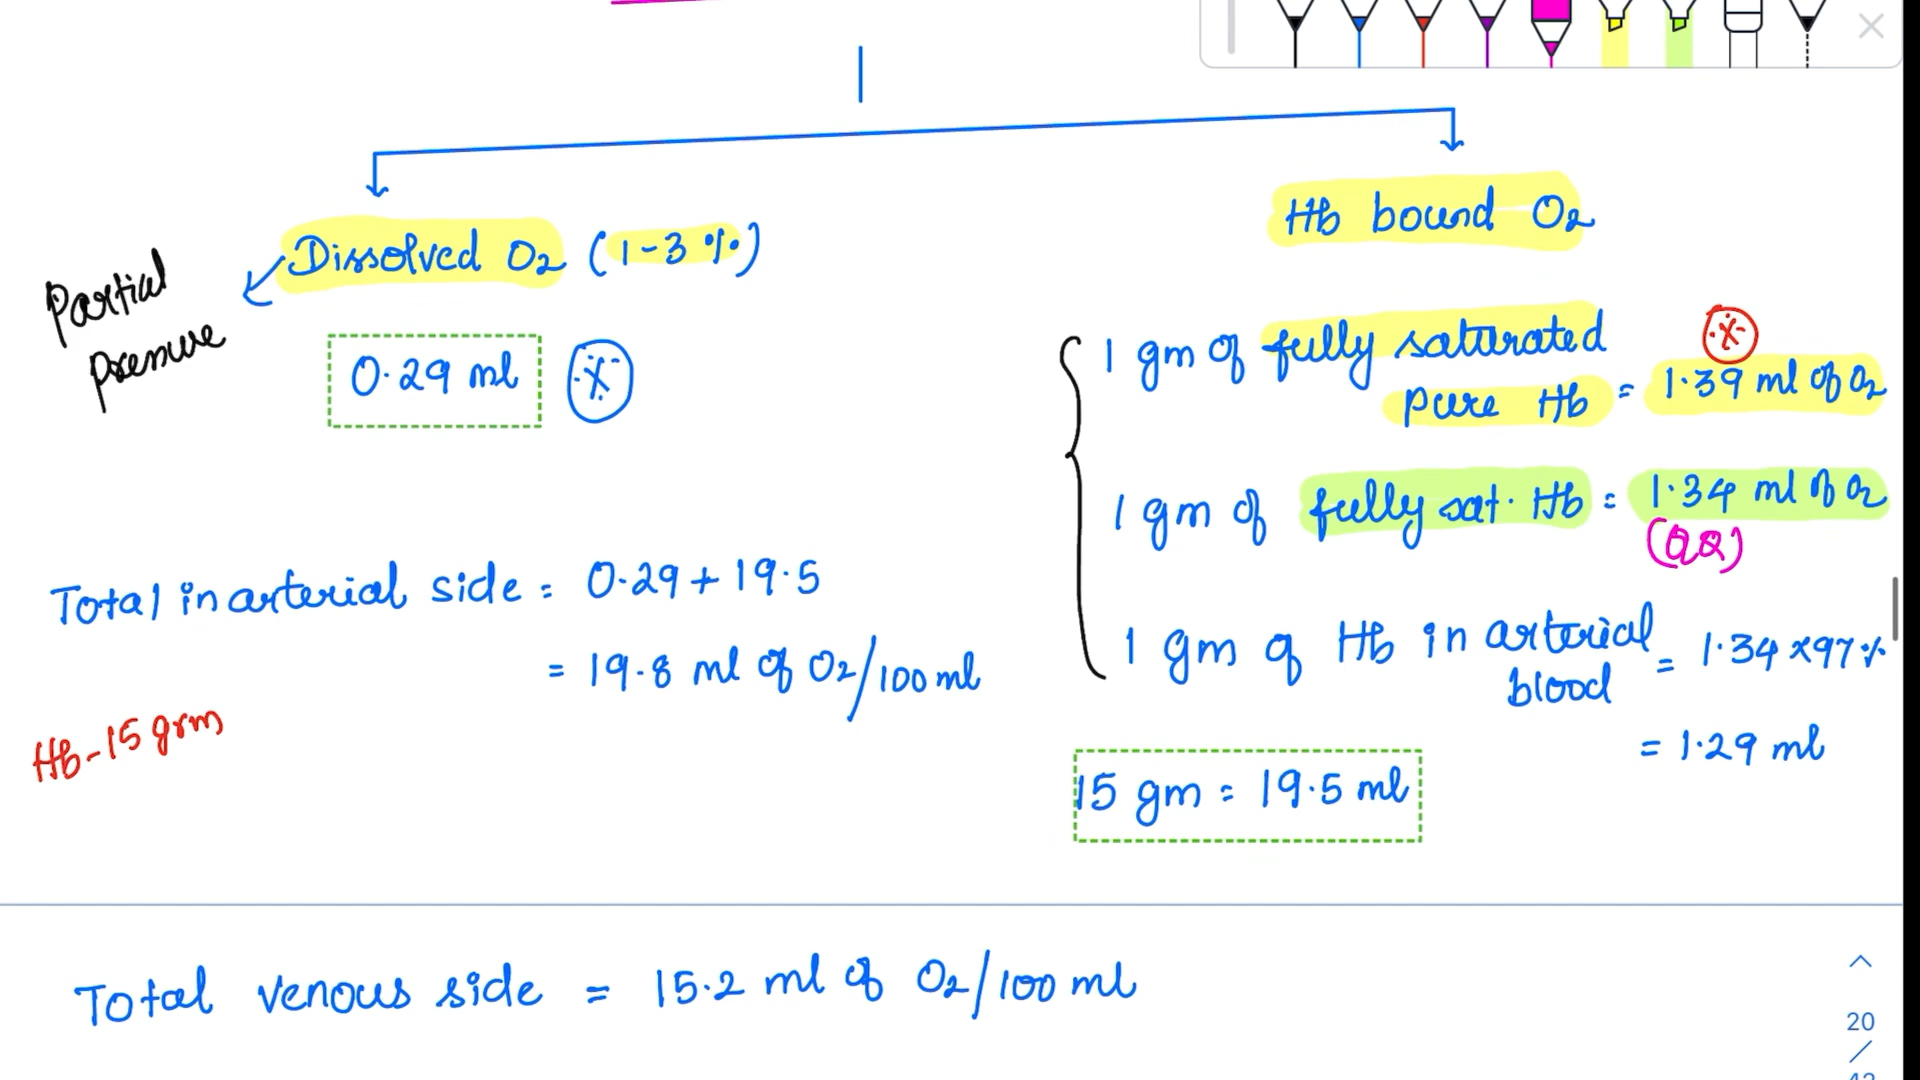 Dissolved O2 (1-3 %)
Partial
pressure
0.29 ml
Hb bound O2
1 gm of fully saturated
pure Hb = 1.39 ml of O2
1 gm of fully sat. Hb = 1.34 ml of O2
(QQ)
1 gm of Hb in arterial
blood = 1.34 x 97%
= 1.29 ml
15 gm = 19.5 ml
Total in arterial side = 0.29 + 19.5
= 19.8 ml of O2/100 ml
Hb-15 grm
Total venous side = 15.2 ml of O2/100 ml
20
/